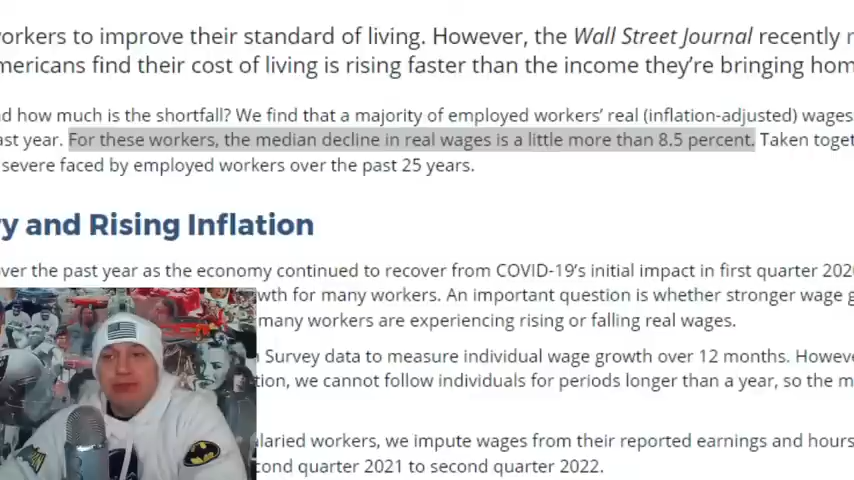 workers to improve their standard of living. However, the Wall Street Journal recently
mericans find their cost of living is rising faster than the income they're bringing hom
d how much is the shortfall? We find that a majority of employed workers' real (inflation-adjusted) wages
ast year. For these workers, the median decline in real wages is a little more than 8.5 percent. Taken toget
severe faced by employed workers over the past 25 years.
y and Rising Inflation
ver the past year as the economy continued to recover from COVID-19's initial impact in first quarter 202
wth for many workers. An important question is whether stronger wage g
many workers are experiencing rising or falling real wages.
Survey data to measure individual wage growth over 12 months. Howeve
tion, we cannot follow individuals for periods longer than a year, so the m
laried workers, we impute wages from their reported earnings and hours
cond quarter 2021 to second quarter 2022.